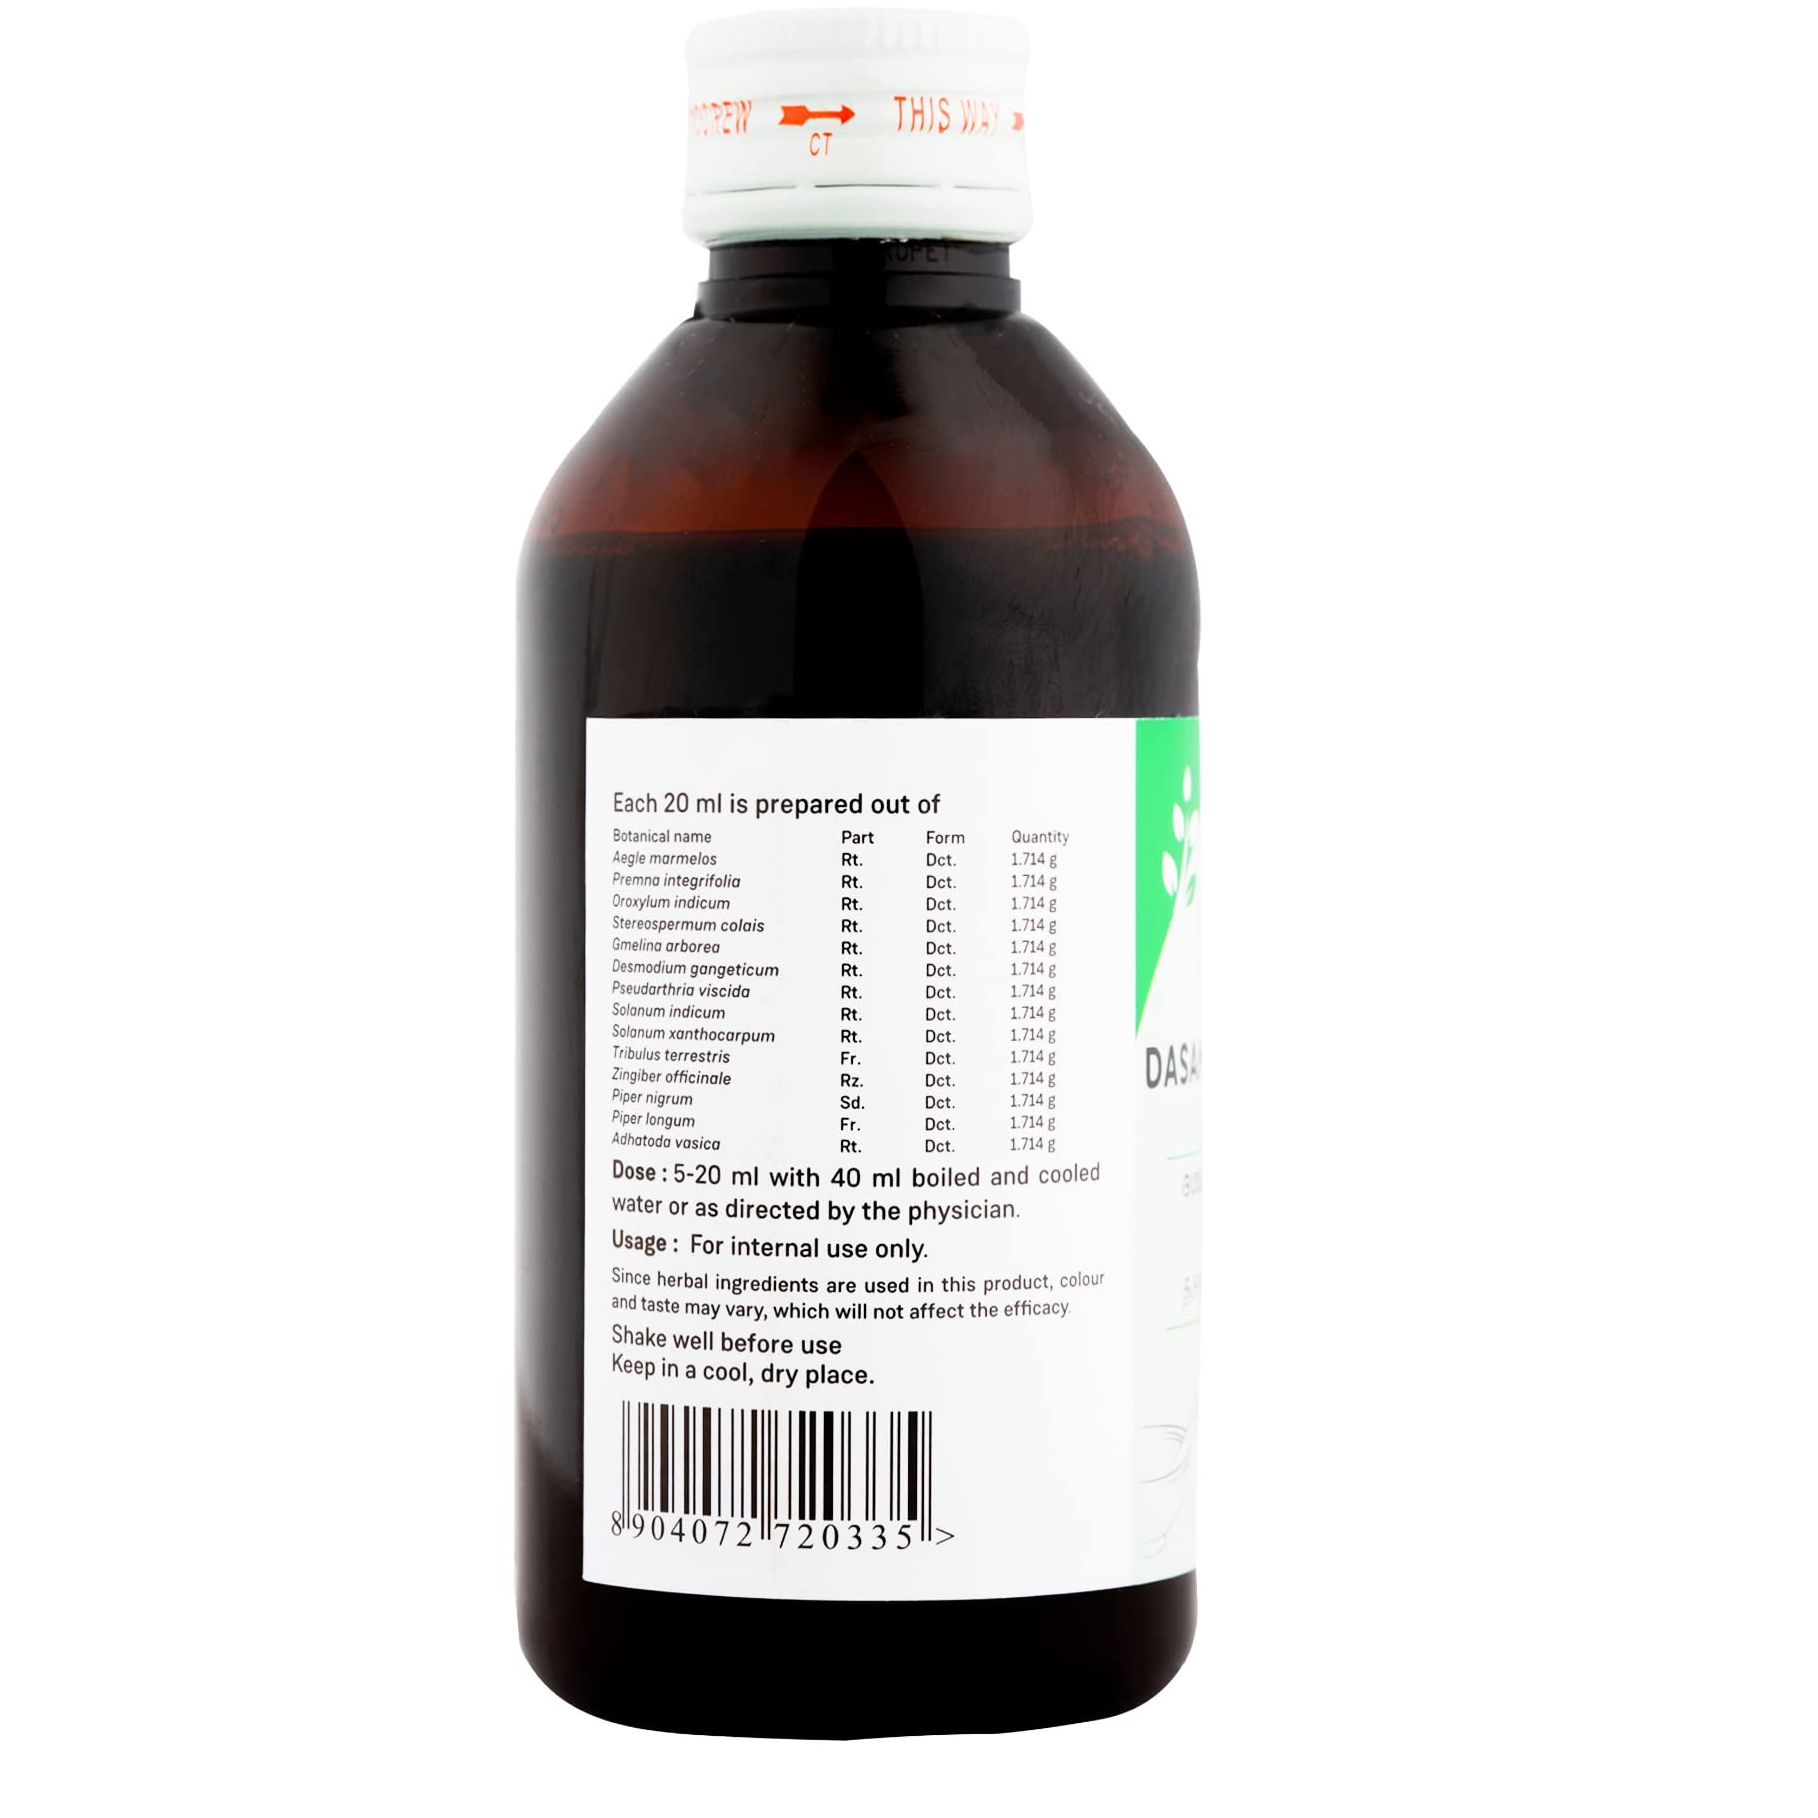 THIS WAY
CT
Each 20 ml is prepared out of
Botanical name Part Form Quantity
Aegle marmelos Rt. Dct. 1.714 g
Premna integrifolia Rt. Dct. 1.714 g
Oroxylum indicum Rt. Dct. 1.714 g
Stereospermum colais Rt. Dct. 1.714 g
Gmelina arborea Rt. Dct. 1.714 g
Desmodium gangeticum Rt. Dct. 1.714 g
Pseudarthria viscida Rt. Dct. 1.714 g
Solanum indicum Rt. Dct. 1.714 g
Solanum xanthocarpum Rt. Dct. 1.714 g
Tribulus terrestris Fr. Dct. 1.714 g
Zingiber officinale Rz. Dct. 1.714 g
Piper nigrum Sd. Dct. 1.714 g
Piper longum Fr. Dct. 1.714 g
Adhatoda vasica Rt. Dct. 1.714 g
Dose : 5-20 ml with 40 ml boiled and cooled
water or as directed by the physician.
Usage : For internal use only.
Since herbal ingredients are used in this product, colour
and taste may vary, which will not affect the efficacy.
Shake well before use
Keep in a cool, dry place.
8 904072 720335 >